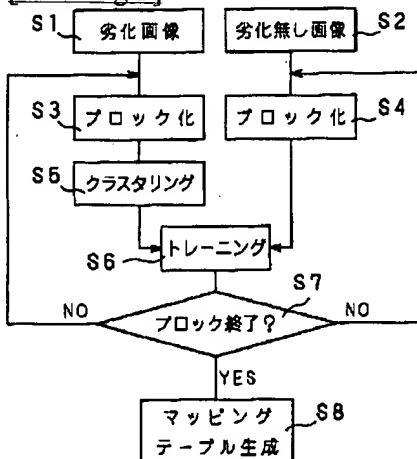 S1
劣化画像
劣化無し画像
S2
S3
ブロック化
ブロック化
S4
S5
クラスタリング
S6
トレーニング
S7
NO
ブロック終了?
NO
YES
マッピング
テーブル生成
S8